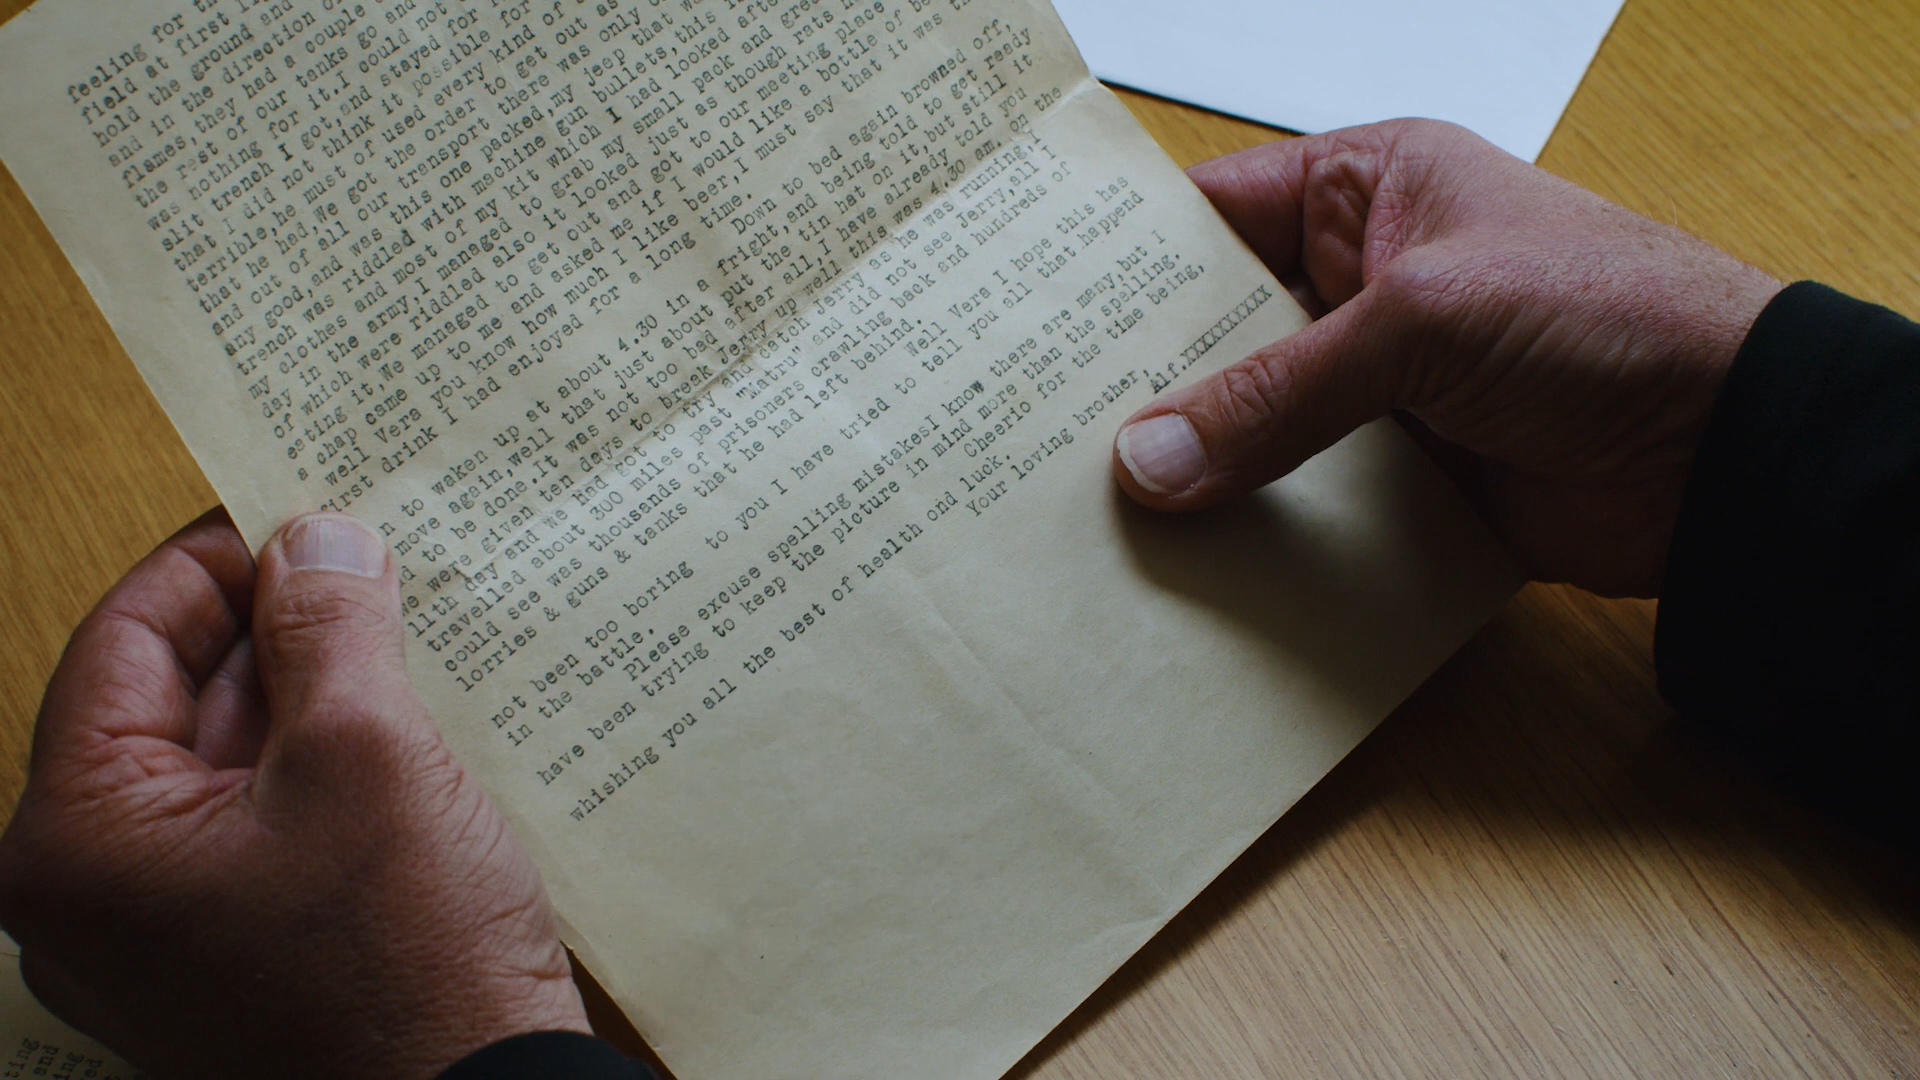 feeling for
field at first
hold the ground and
and in the direction of
flames,they had a couple
the rest of our tanks go and
was nothing for it,I could not
slit trench I got,and stayed for
that I did not think it possible for
terrible,he must of used every kind of
that he had,we got the order to get out as
and out of all our transport there was only
any good,and was this one packed,my jeep that
trench was riddled with machine gun bullets,this
my clothes and most of my kit which I had looked
day in the army,I managed to grab my small pack and
of which were riddled also it looked just as though rats
eating it,We managed to get out and got to our meeting place
a chap came up to me and asked me if I would like a bottle of
well Vera you know how much I like beer,I must say that it was
first drink I had enjoyed for a long time.
Down to bed again browned off,
to waken up at about 4.30 in a fright,and being told to get ready
move again,well that just about put the tin hat on it,but still it
to be done.It was not too bad after all,I have already told you
we were given ten days to break Jerry up well this was 4.30 am. on the
11th day and we had got to try and catch Jerry as he was running,I
travelled about 300 miles past "Matru" and did not see Jerry,all I
could see was thousands of prisoners crawling back and hundreds of
lorries & guns & tanks that he had left behind.
Well Vera I hope this has
not been too boring to you I have tried to tell you all that happend
in the battle.
Please excuse spelling mistakesI know there are many,but I
have been trying to keep the picture in mind more than the spelling.
Cheerio for the time being,
whishing you all the best of health ond luck.
Your loving brother,
Alf.XXXXXXXXXX